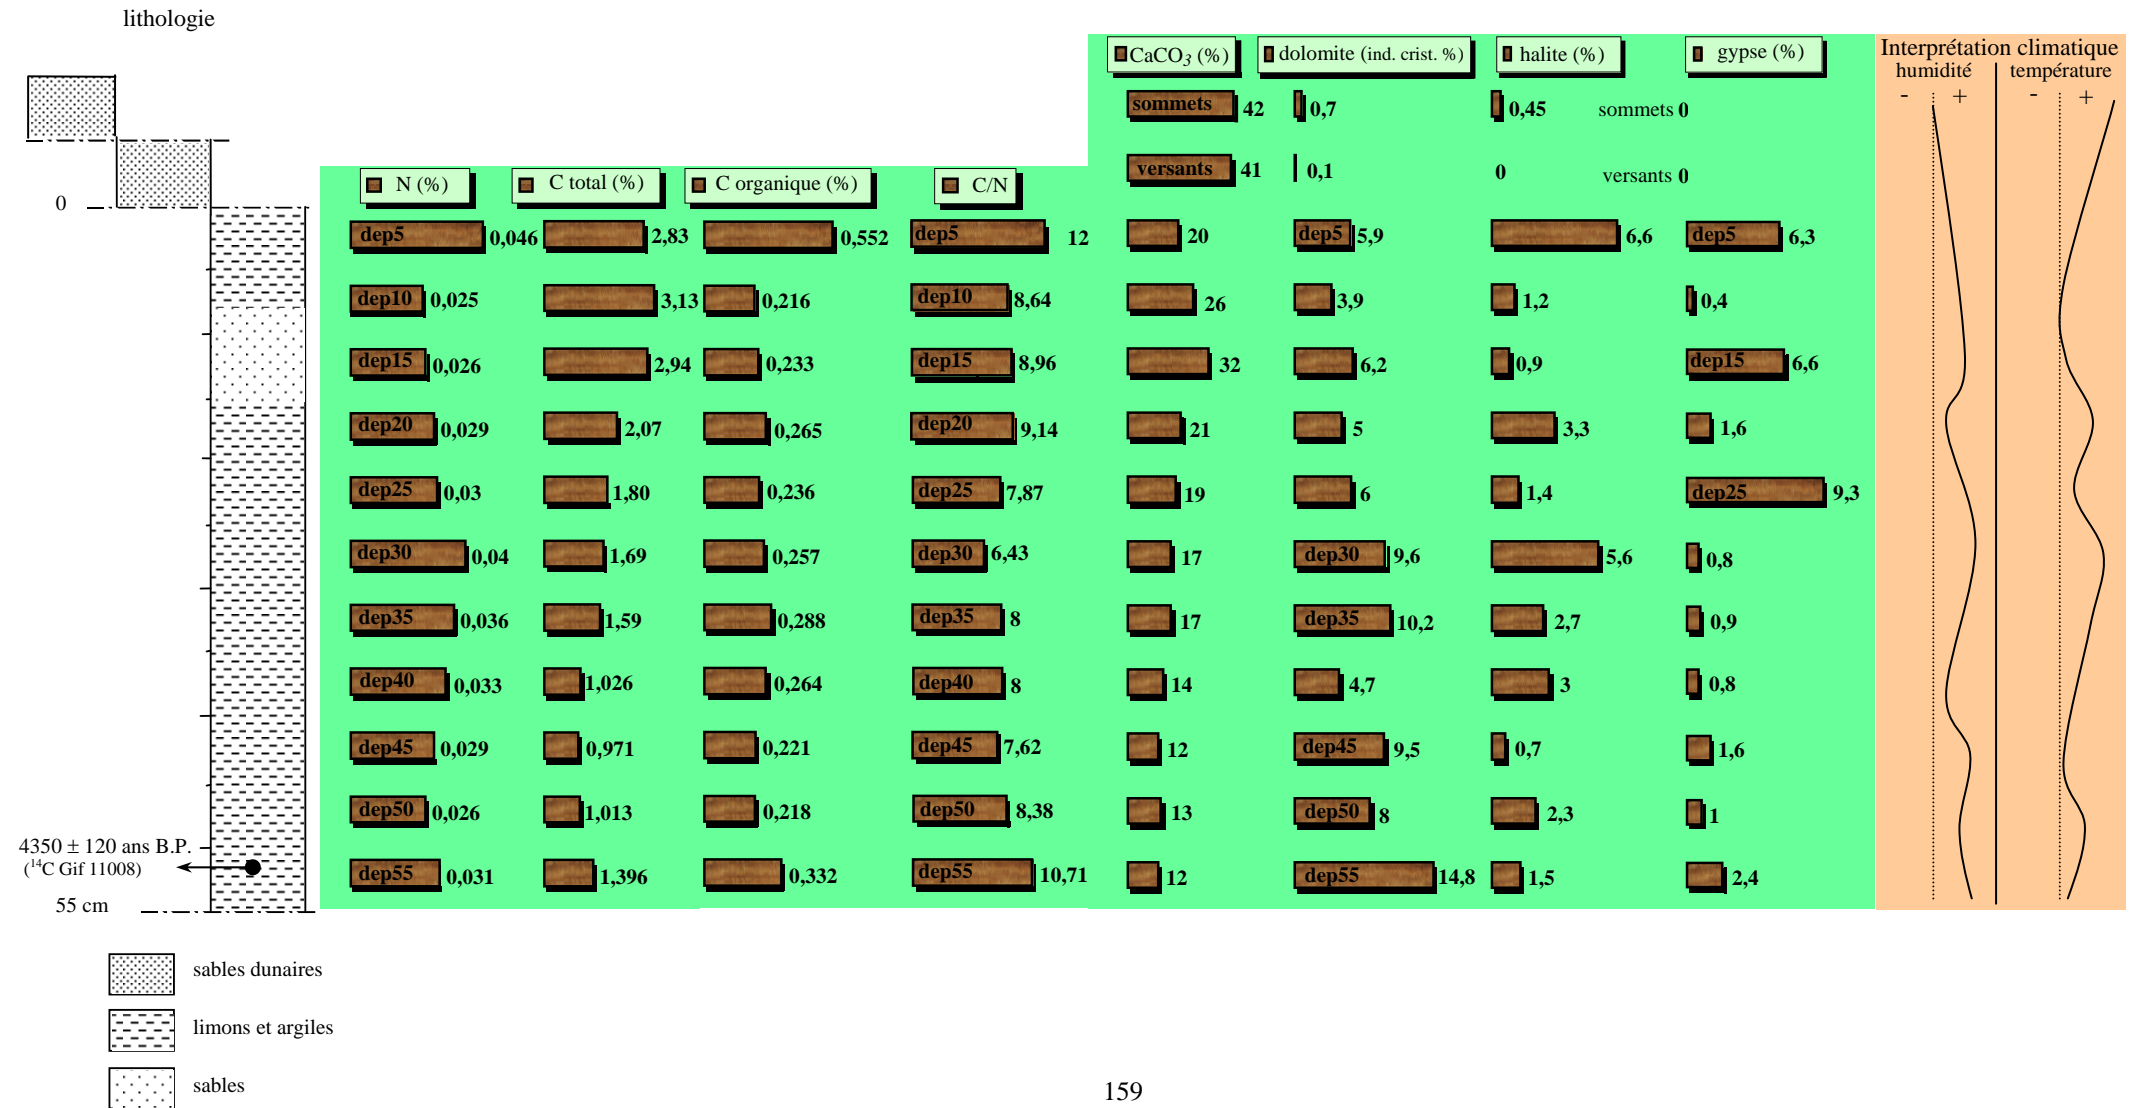 lithologie
CaCO3 (%) dolomite (ind. crist. %) halite (%) gypse (%) Interprétation climatique
humidité température
- + - +
sommets 42 0,7 0,45 sommets 0
versants 41 0,1 0 versants 0
N (%) C total (%) C organique (%) C/N
0
dep5 0,046 2,83 0,552 dep5 12 20 dep5 5,9 6,6 dep5 6,3
dep10 0,025 3,13 0,216 dep10 8,64 26 3,9 1,2 0,4
dep15 0,026 2,94 0,233 dep15 8,96 32 6,2 0,9 dep15 6,6
dep20 0,029 2,07 0,265 dep20 9,14 21 5 3,3 1,6
dep25 0,03 1,80 0,236 dep25 7,87 19 6 1,4 dep25 9,3
dep30 0,04 1,69 0,257 dep30 6,43 17 dep30 9,6 5,6 0,8
dep35 0,036 1,59 0,288 dep35 8 17 dep35 10,2 2,7 0,9
dep40 0,033 1,026 0,264 dep40 8 14 4,7 3 0,8
dep45 0,029 0,971 0,221 dep45 7,62 12 dep45 9,5 0,7 1,6
dep50 0,026 1,013 0,218 dep50 8,38 13 dep50 8 2,3 1
4350 ± 120 ans B.P.
(14C Gif 11008)
dep55 0,031 1,396 0,332 dep55 10,71 12 dep55 14,8 1,5 2,4
55 cm
sables dunaires
limons et argiles
sables
159